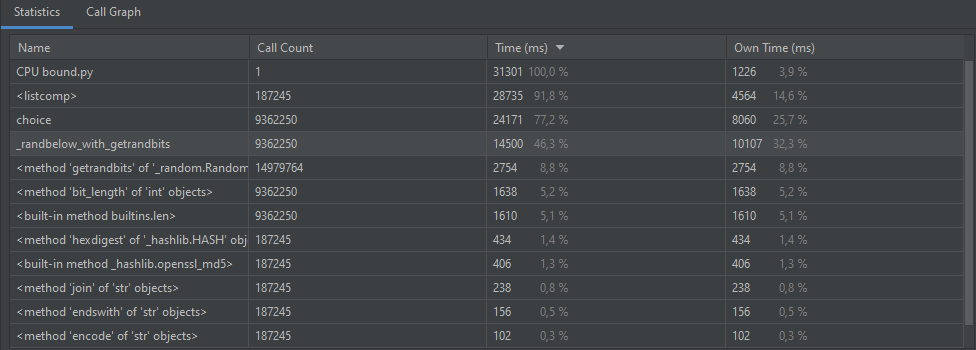 Statistics Call Graph
Name Call Count Time (ms) Own Time (ms)
CPU bound.py 1 31301 100,0 % 1226 3,9 %
<listcomp> 187245 28735 91,8 % 4564 14,6 %
choice 9362250 24171 77,2 % 8060 25,7 %
_randbelow_with_getrandbits 9362250 14500 46,3 % 10107 32,3 %
<method 'getrandbits' of '_random.Random 14979764 2754 8,8 % 2754 8,8 %
<method 'bit_length' of 'int' objects> 9362250 1638 5,2 % 1638 5,2 %
<built-in method builtins.len> 9362250 1610 5,1 % 1610 5,1 %
<method 'hexdigest' of '_hashlib.HASH' obj 187245 434 1,4 % 434 1,4 %
<built-in method _hashlib.openssl_md5> 187245 406 1,3 % 406 1,3 %
<method 'join' of 'str' objects> 187245 238 0,8 % 238 0,8 %
<method 'endswith' of 'str' objects> 187245 156 0,5 % 156 0,5 %
<method 'encode' of 'str' objects> 187245 102 0,3 % 102 0,3 %